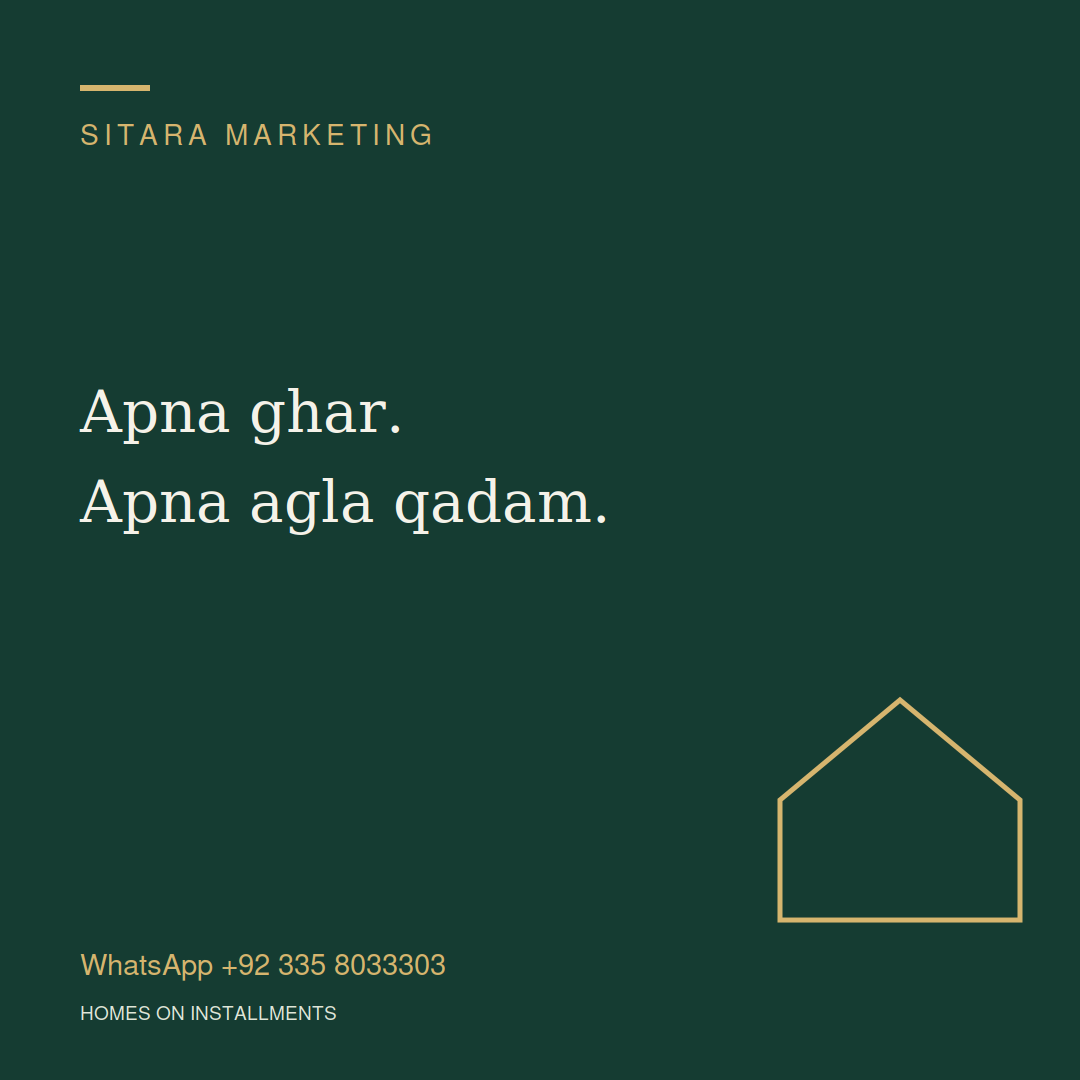 SITARA MARKETING
Apna ghar.
Apna agla qadam.
WhatsApp +92 335 8033303
HOMES ON INSTALLMENTS